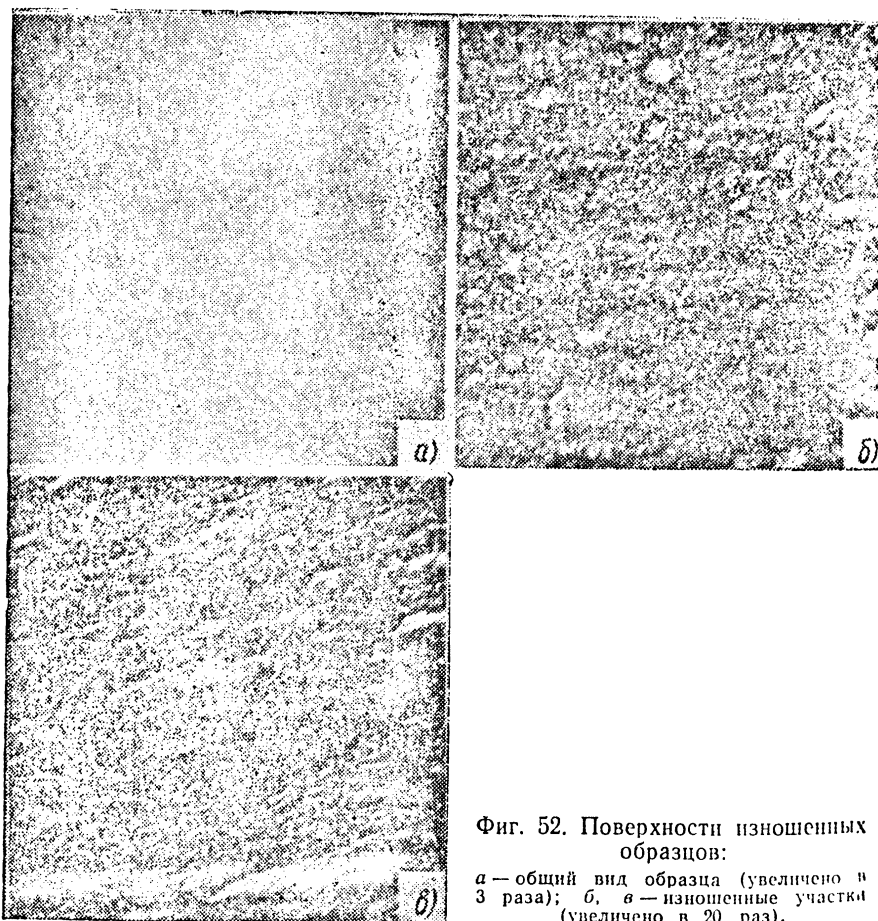 а)
б)
в)
Фиг. 52. Поверхности изношенных
образцов:
а — общий вид образца (увеличено в
3 раза); б, в — изношенные участки
(увеличено в 20 раз).